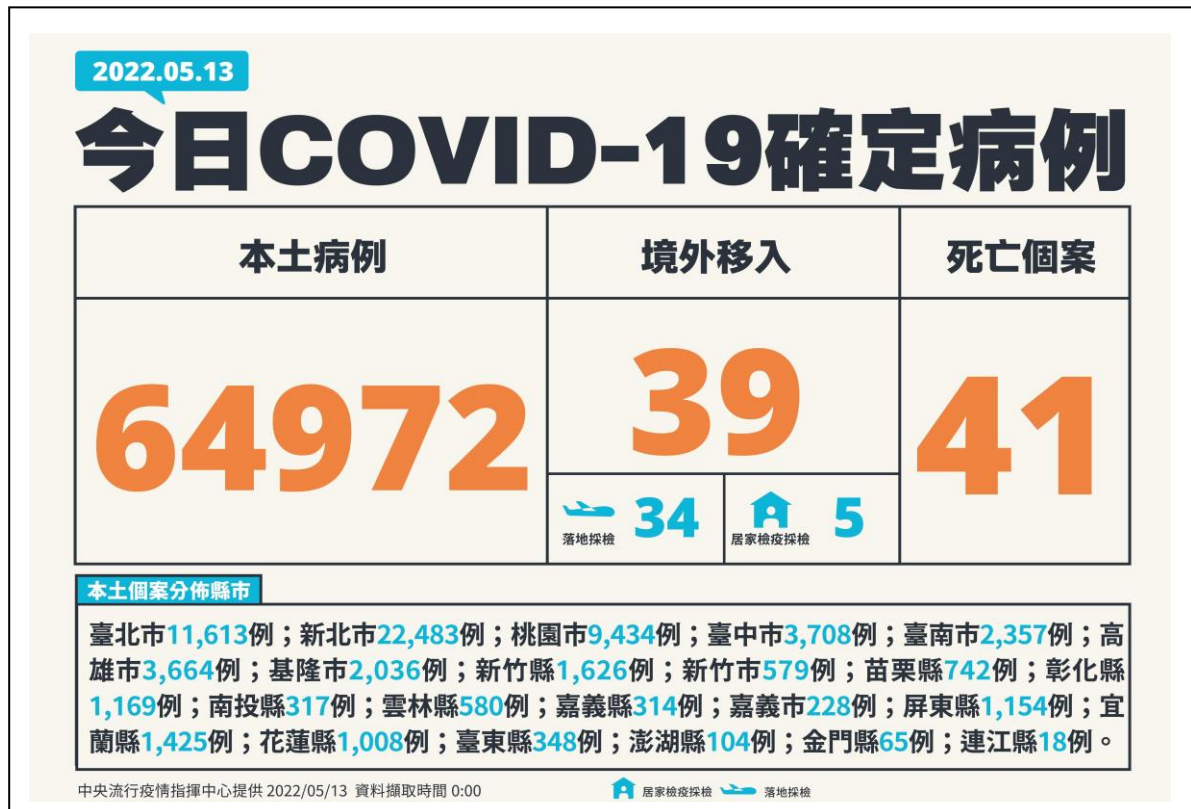 2022.05.13
今日COVID-19確定病例
本土病例
境外移入
死亡個案
64972
39
41
落地採檢 34
居家檢疫採檢 5
本土個案分佈縣市
臺北市11,613例；新北市22,483例；桃園市9,434例；臺中市3,708例；臺南市2,357例；高
雄市3,664例；基隆市2,036例；新竹縣1,626例；新竹市579例；苗栗縣742例；彰化縣
1,169例；南投縣317例；雲林縣580例；嘉義縣314例；嘉義市228例；屏東縣1,154例；宜
蘭縣1,425例；花蓮縣1,008例；臺東縣348例；澎湖縣104例；金門縣65例；連江縣18例。
中央流行疫情指揮中心提供 2022/05/13 資料擷取時間 0:00
居家檢疫採檢 落地採檢